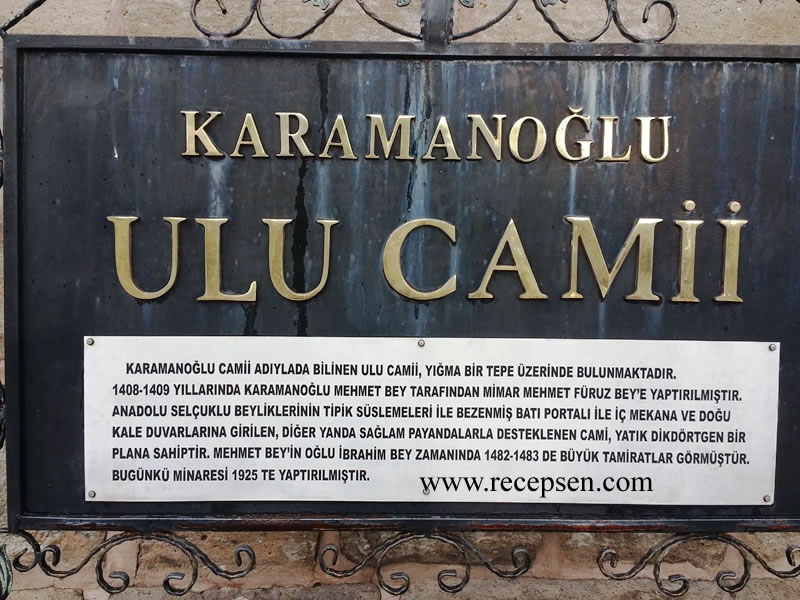 KARAMANOĞLU
ULU CAMİİ
KARAMANOĞLU CAMİİ ADIYLADA BİLİNEN ULU CAMİİ, YIĞMA BİR TEPE ÜZERİNDE BULUNMAKTADIR.
1408-1409 YILLARINDA KARAMANOĞLU MEHMET BEY TARAFINDAN MİMAR MEHMET FÜRUZ BEY'E YAPTIRILMIŞTIR.
ANADOLU SELÇUKLU BEYLİKLERİNİN TİPİK SÜSLEMELERİ İLE BEZENMİŞ BATI PORTALI İLE İÇ MEKANA VE DOĞU
KALE DUVARLARINA GİRİLEN, DİĞER YANDA SAĞLAM PAYANDALARLA DESTEKLENEN CAMİ, YATIK DİKDÖRTGEN BİR
PLANA SAHİPTİR. MEHMET BEY'İN OĞLU İBRAHİM BEY ZAMANINDA 1482-1483 DE BÜYÜK TAMİRATLAR GÖRMÜŞTÜR.
BUGÜNKÜ MİNARESİ 1925 TE YAPTIRILMIŞTIR.
www.recepsen.com